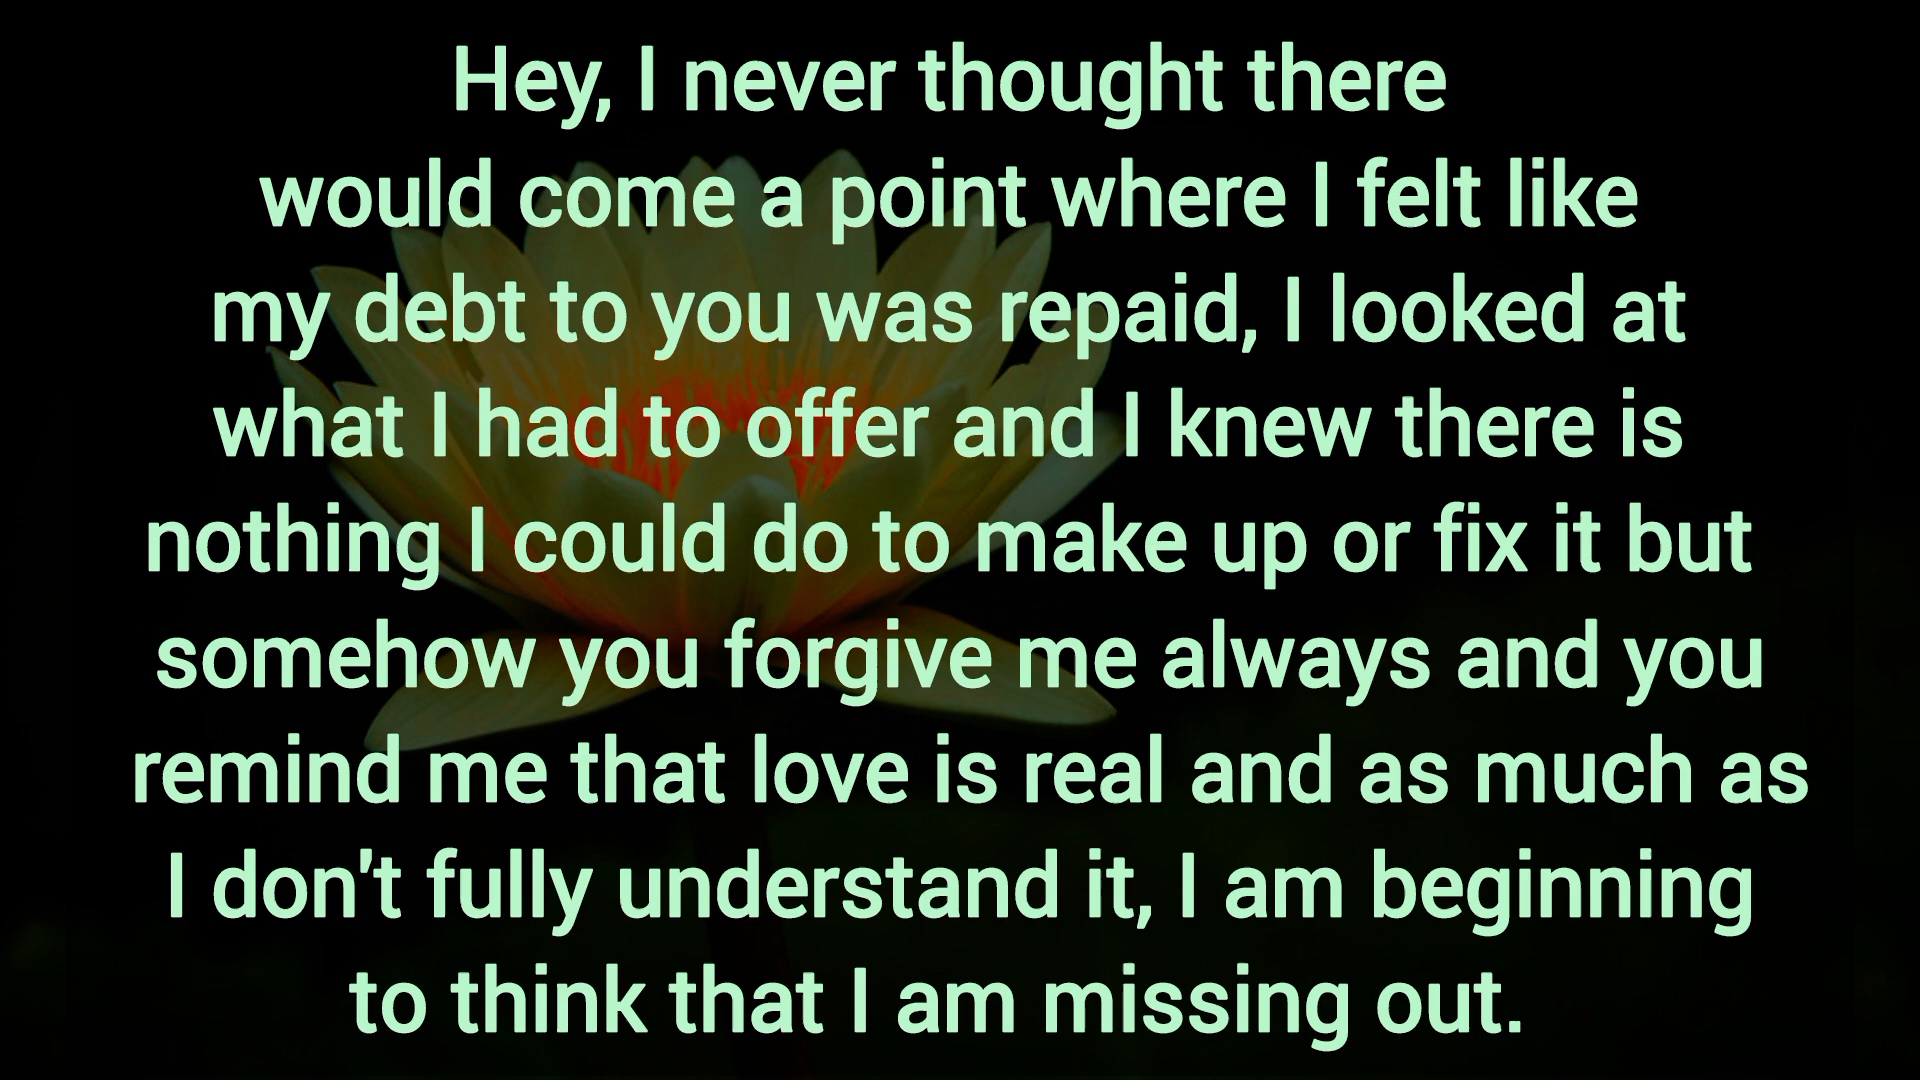 Hey, I never thought there
would come a point where I felt like
my debt to you was repaid, I looked at
what I had to offer and I knew there is
nothing I could do to make up or fix it but
somehow you forgive me always and you
remind me that love is real and as much as
I don't fully understand it, I am beginning
to think that I am missing out.